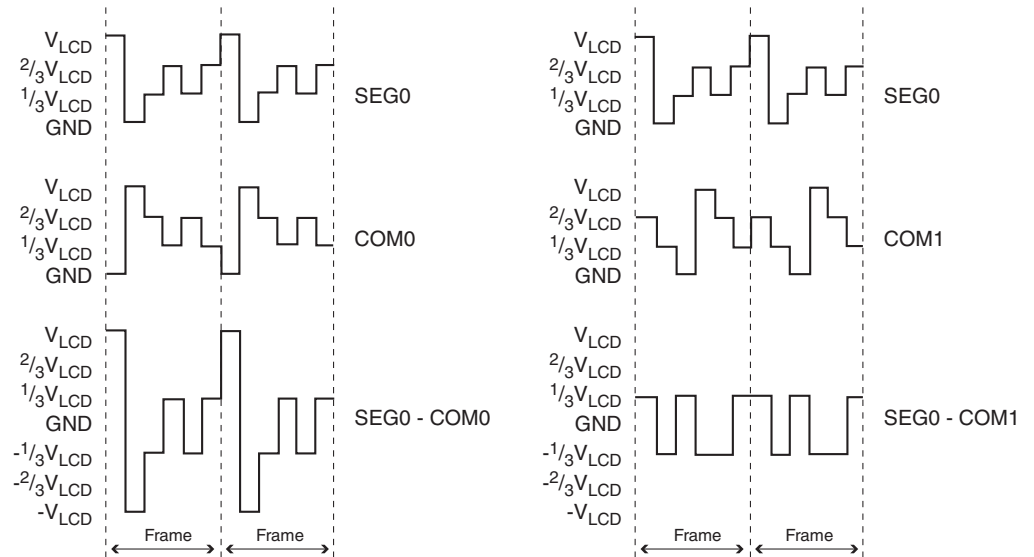 V_LCD
2/3V_LCD
1/3V_LCD
GND
SEG0
V_LCD
2/3V_LCD
1/3V_LCD
GND
COM0
V_LCD
2/3V_LCD
1/3V_LCD
GND
-1/3V_LCD
-2/3V_LCD
-V_LCD
SEG0 - COM0
Frame
Frame
V_LCD
2/3V_LCD
1/3V_LCD
GND
SEG0
V_LCD
2/3V_LCD
1/3V_LCD
GND
COM1
V_LCD
2/3V_LCD
1/3V_LCD
GND
-1/3V_LCD
-2/3V_LCD
-V_LCD
SEG0 - COM1
Frame
Frame